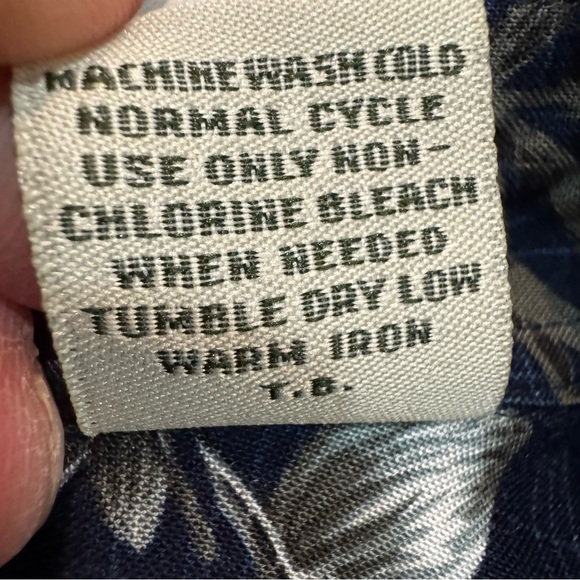 MACHINE WASH COLD
NORMAL CYCLE
USE ONLY NON-
CHLORINE BLEACH
WHEN NEEDED
TUMBLE DRY LOW
WARM IRON
T.B.